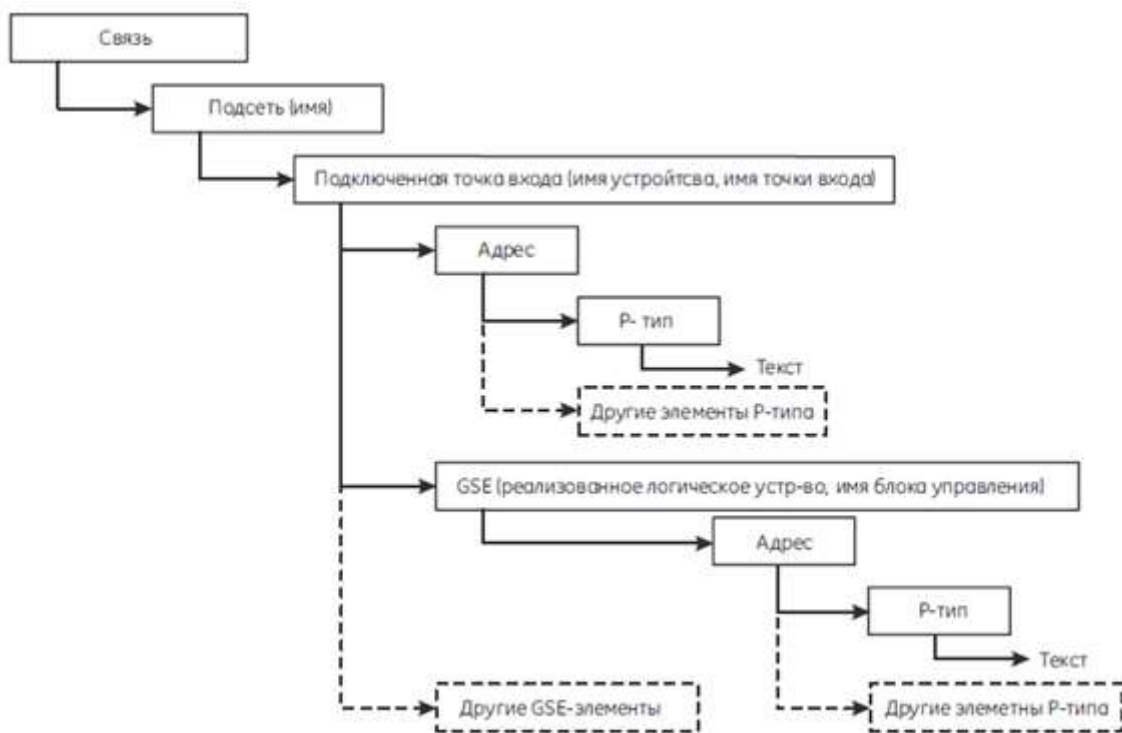 Связь
Подсеть (имя)
Подключенная точка входа (имя устройтсва, имя точки входа)
Адрес
Р- тип
Текст
Другие элементы Р-типа
GSE (реализованное логическое устр-во, имя блока управления)
Адрес
Р-тип
Текст
Другие GSE-элементы
Другие элеметны Р-типа